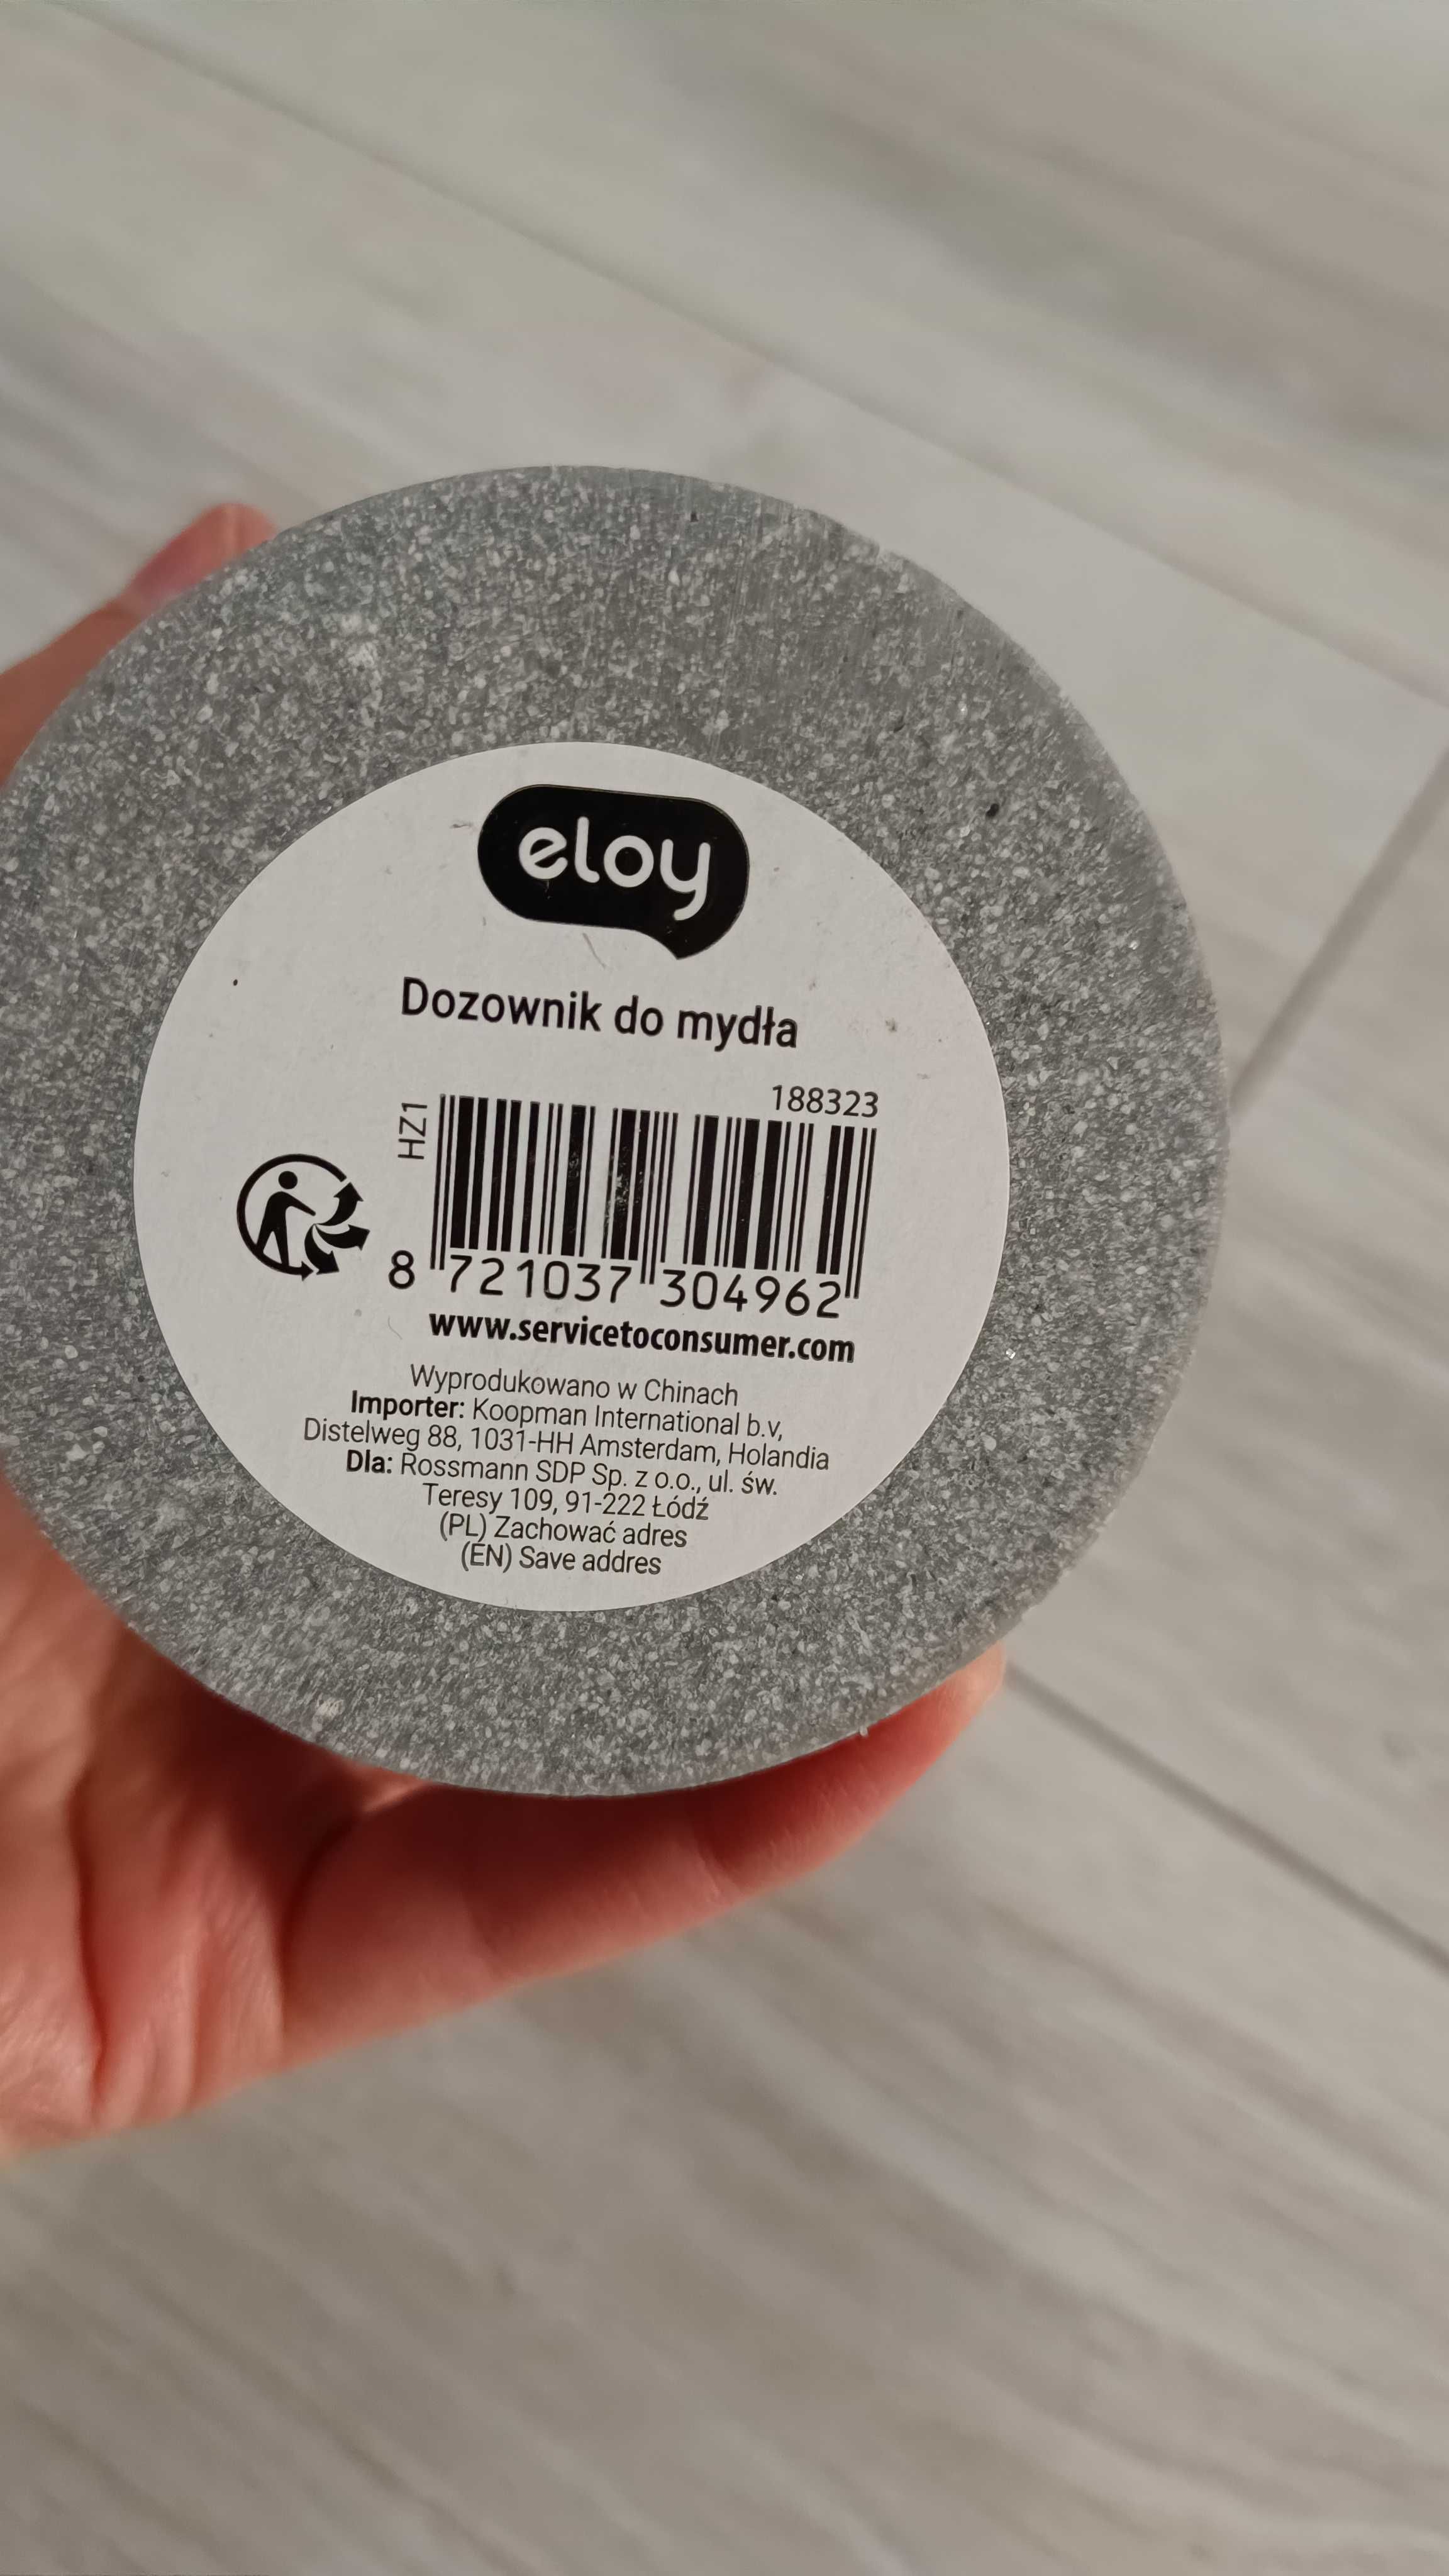 eloy
Dozownik do mydła
188323
HZ1
8 721037 304962
www.servicetoconsumer.com
Wyprodukowano w Chinach
Importer: Koopman International b.v,
Distelweg 88, 1031-HH Amsterdam, Holandia
Dla: Rossmann SDP Sp. z o.o., ul. św.
Teresy 109, 91-222 Łódź
(PL) Zachować adres
(EN) Save addres